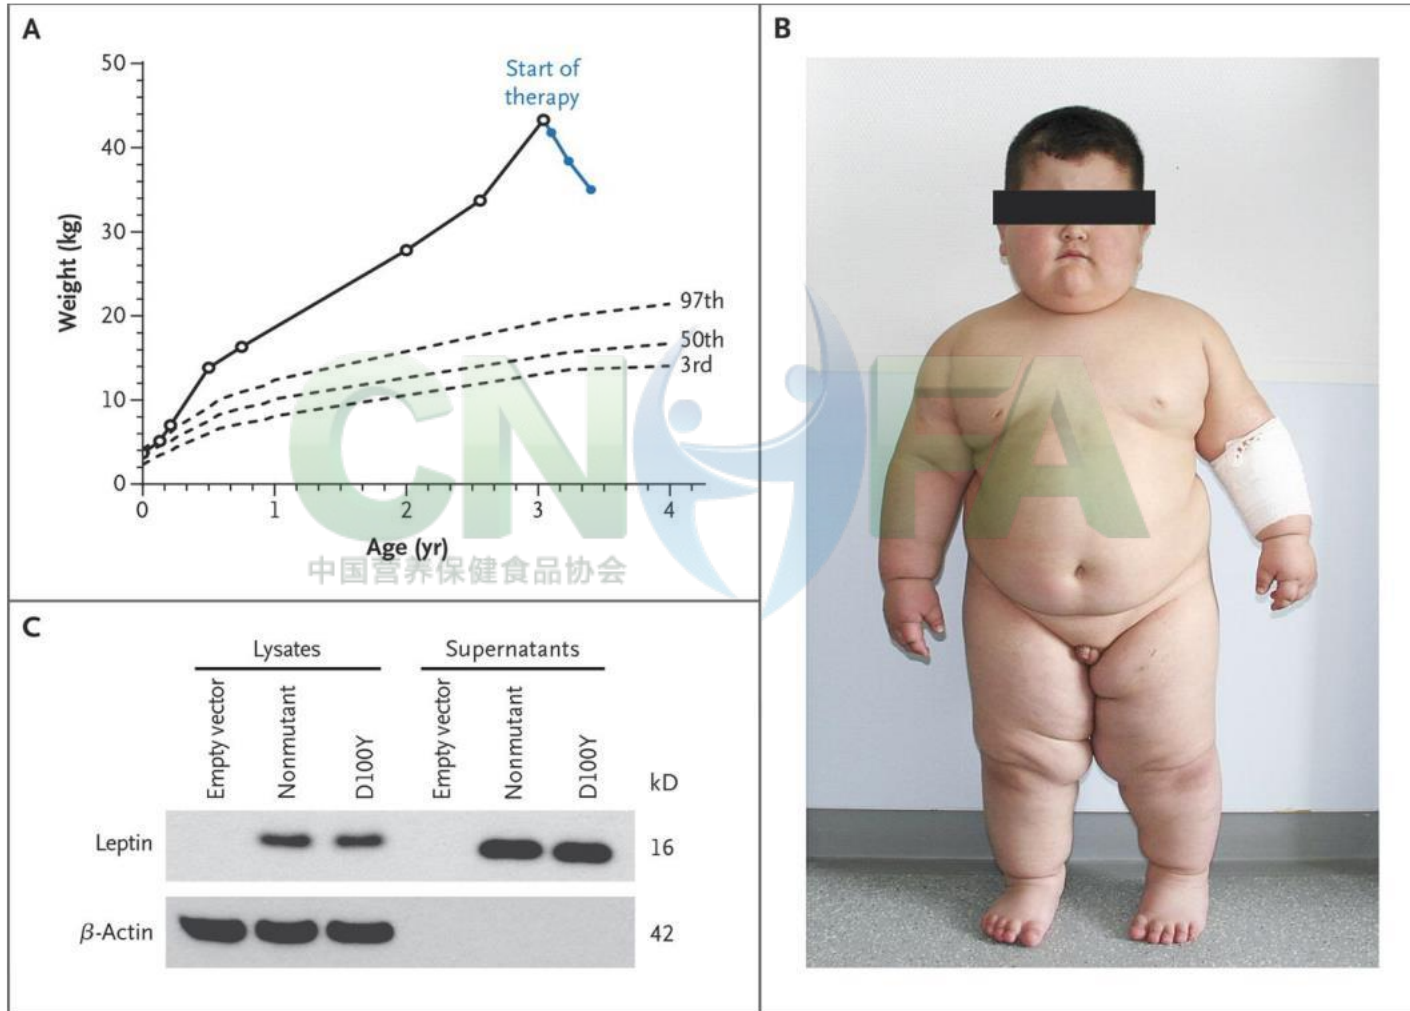 A
50
40
30
20
10
0
Weight (kg)
Start of
therapy
97th
50th
3rd
0 1 2 3 4
Age (yr)
CNHFA
中国营养保健食品协会
B
C
Lysates Supernatants
Empty vector Nonmutant D100Y Empty vector Nonmutant D100Y
kD
Leptin 16
β-Actin 42